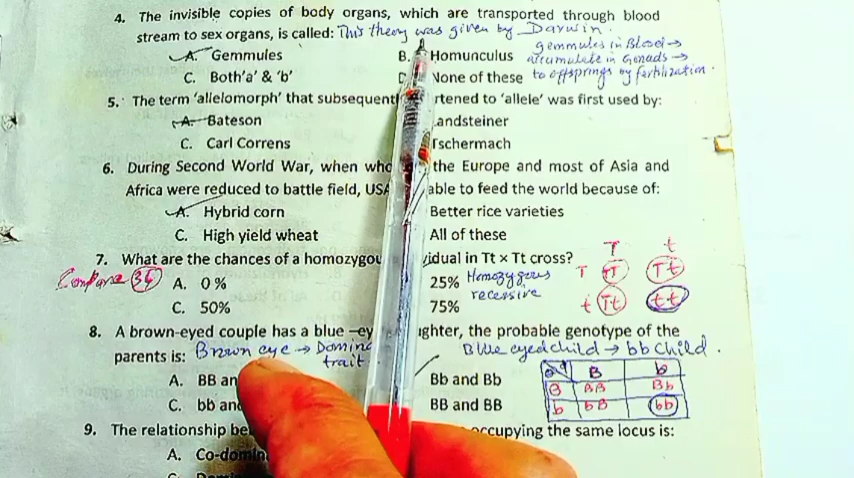 4. The invisible copies of body organs, which are transported through blood
stream to sex organs, is called: This theory was given by Darwin.
gemmules in Blood →
A. Gemmules B. Homunculus accumulate in Gonads →
C. Both'a' & 'b' D. None of these to offsprings by fertilization.
5. The term 'allelomorph' that subsequent rtened to 'allele' was first used by:
A. Bateson andsteiner
C. Carl Correns Tschermach
6. During Second World War, when who the Europe and most of Asia and
Africa were reduced to battle field, USA able to feed the world because of:
A. Hybrid corn Better rice varieties
C. High yield wheat All of these
T t
7. What are the chances of a homozygou vidual in Tt × Tt cross?
Compare 34 A. 0 % 25% Homozygous T TT Tt
recessive
C. 50% 75% t Tt tt
8. A brown-eyed couple has a blue –ey ughter, the probable genotype of the
parents is: Brown eye → Domina Blue eyed child → bb child.
trait
A. BB an Bb and Bb
C. bb and BB and BB
B b
B BB Bb
b bB bb
9. The relationship be occupying the same locus is:
A. Co-domin